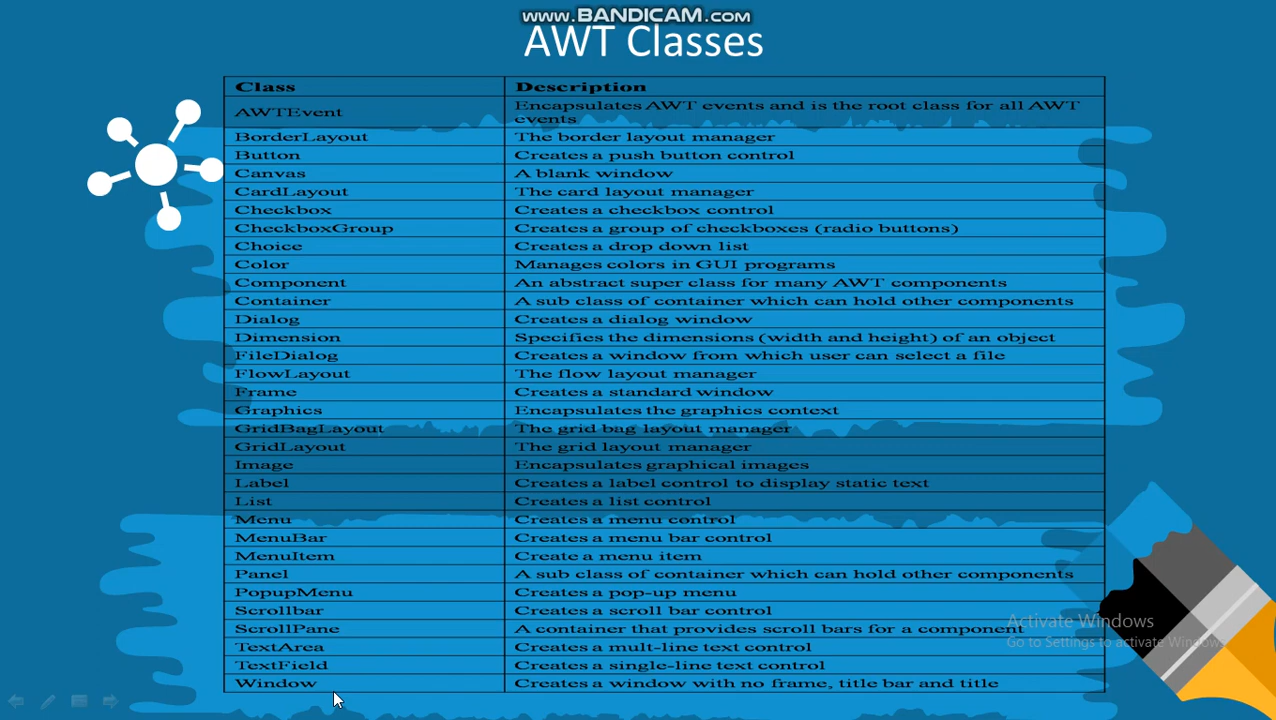 www.BANDICAM.com
AWT Classes
Class Description
AWTEvent Encapsulates AWT events and is the root class for all AWT
events
BorderLayout The border layout manager
Button Creates a push button control
Canvas A blank window
CardLayout The card layout manager
Checkbox Creates a checkbox control
CheckboxGroup Creates a group of checkboxes (radio buttons)
Choice Creates a drop down list
Color Manages colors in GUI programs
Component An abstract super class for many AWT components
Container A sub class of container which can hold other components
Dialog Creates a dialog window
Dimension Specifies the dimensions (width and height) of an object
FileDialog Creates a window from which user can select a file
FlowLayout The flow layout manager
Frame Creates a standard window
Graphics Encapsulates the graphics context
GridBagLayout The grid bag layout manager
GridLayout The grid layout manager
Image Encapsulates graphical images
Label Creates a label control to display static text
List Creates a list control
Menu Creates a menu control
MenuBar Creates a menu bar control
MenuItem Create a menu item
Panel A sub class of container which can hold other components
PopupMenu Creates a pop-up menu
Scrollbar Creates a scroll bar control
ScrollPane A container that provides scroll bars for a component
TextArea Creates a mult-line text control
TextField Creates a single-line text control
Window Creates a window with no frame, title bar and title
Activate Windows
Go to Settings to activate Windows.